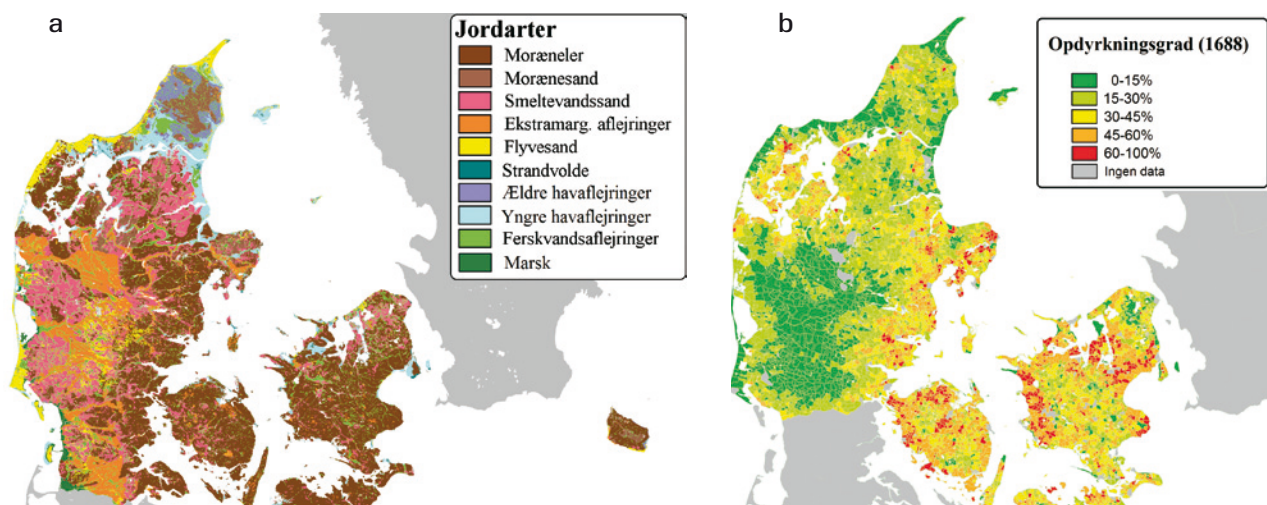 a
Jordarter
Moræneler
Morænesand
Smeltevandssand
Ekstramarg. aflejringer
Flyvesand
Strandvolde
Ældre havaflejringer
Yngre havaflejringer
Ferskvandsaflejringer
Marsk
b
Opdyrkningsgrad (1688)
0-15%
15-30%
30-45%
45-60%
60-100%
Ingen data